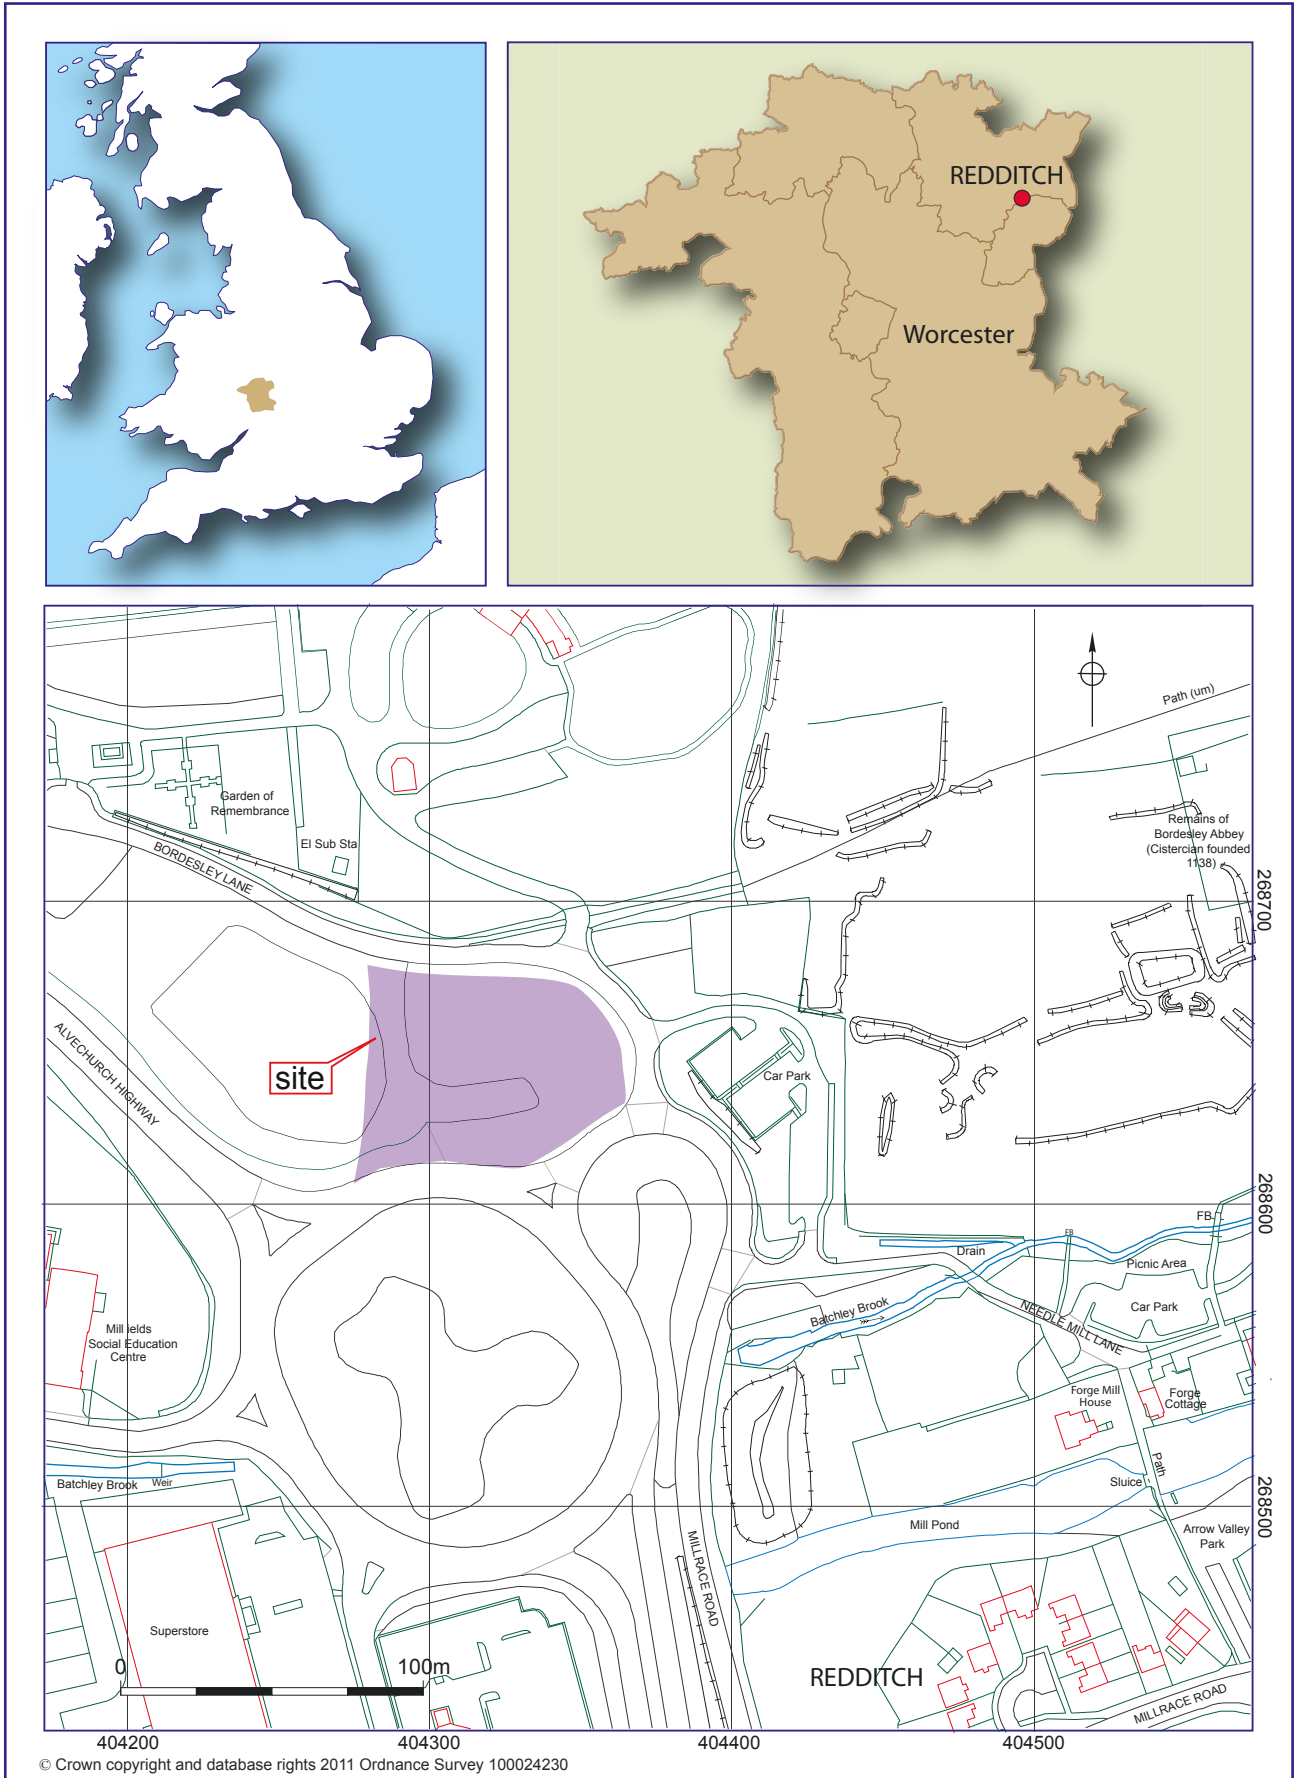 REDDITCH
Worcester
Path (um)
Garden of
Remembrance
El Sub Sta
BORDESLEY LANE
Remains of
Bordesley Abbey
(Cistercian founded
1138)
268700
ALVECHURCH HIGHWAY
site
Car Park
268600
FB
FB
Drain
Picnic Area
Batchley Brook
Car Park
NEEDLE MILL LANE
Mill ields
Social Education
Centre
Forge Mill
House
Forge
Cottage
Path
Batchley Brook
Weir
Sluice
268500
Mill Pond
Arrow Valley
Park
MILLRACE ROAD
Superstore
0
100m
REDDITCH
MILLRACE ROAD
404200
404300
404400
404500
© Crown copyright and database rights 2011 Ordnance Survey 100024230